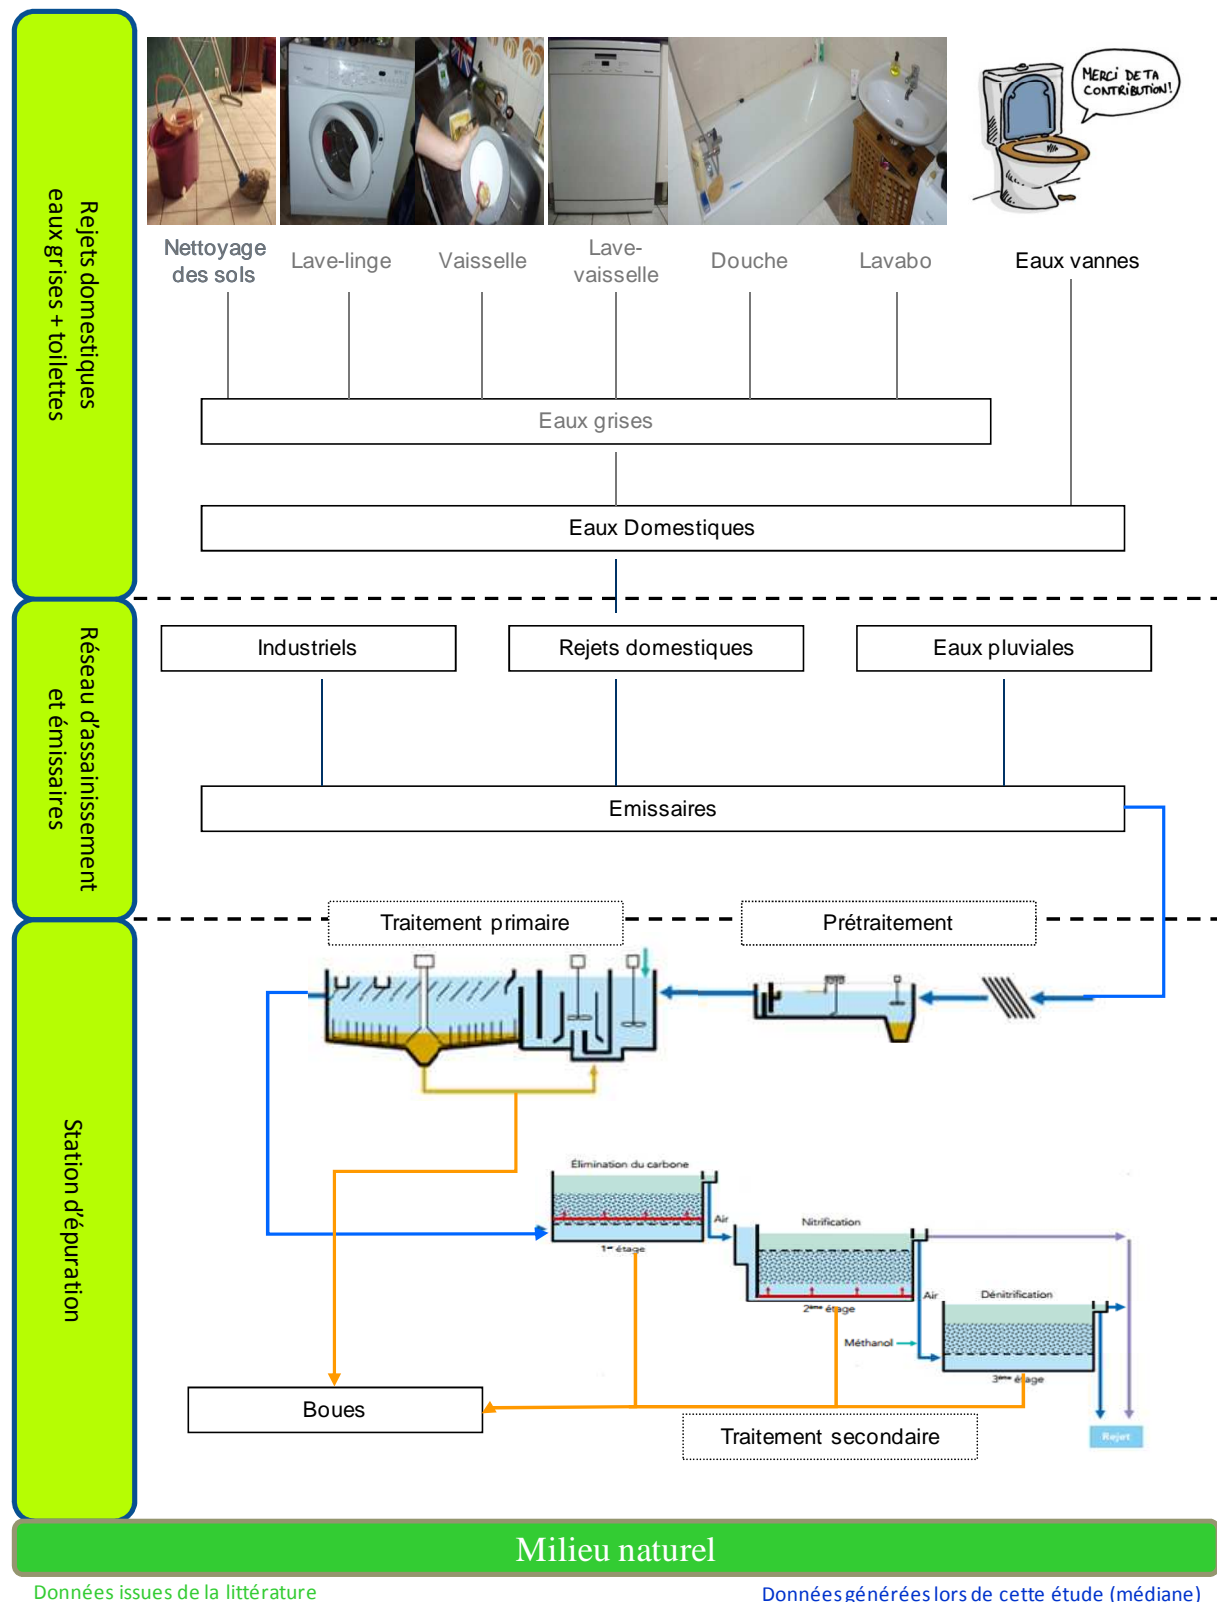 Rejets domestiques
eaux grises + toilettes
MERCI DE TA
CONTRIBUTION!
Nettoyage
des sols
Lave-linge
Vaisselle
Lave-
vaisselle
Douche
Lavabo
Eaux vannes
Eaux grises
Eaux Domestiques
Réseau d'assainissement
et émissaires
Industriels
Rejets domestiques
Eaux pluviales
Emissaires
Station d'épuration
Traitement primaire
Prétraitement
Élimination du carbone
Air
1er étage
Nitrification
Air
2ème étage
Méthanol
Dénitrification
3ème étage
Boues
Traitement secondaire
Rejet
Milieu naturel
Données issues de la littérature
Données générées lors de cette étude (médiane)